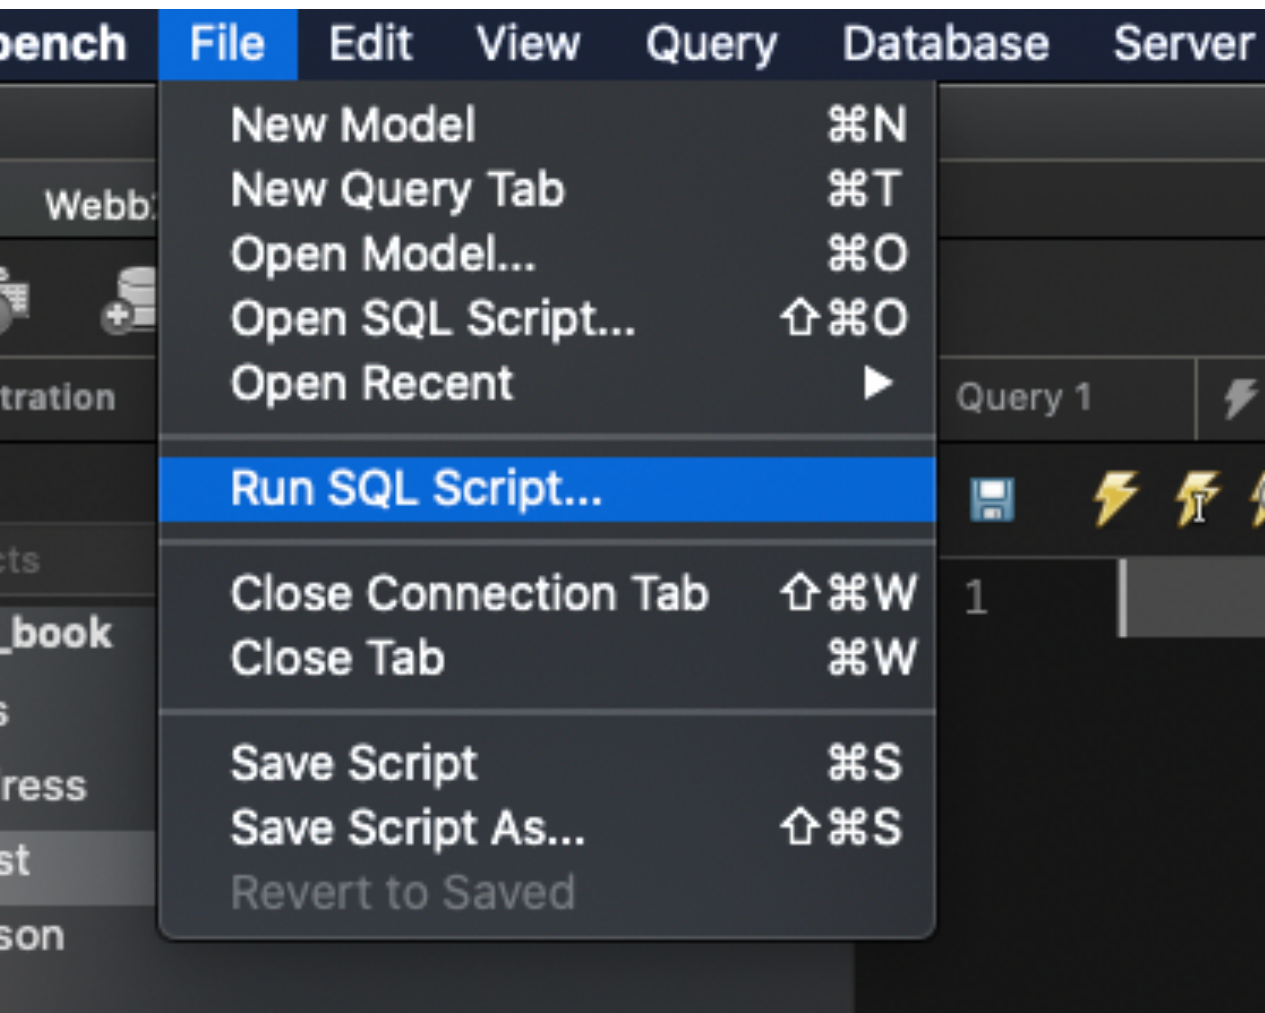 bench File Edit View Query Database Server
New Model ⌘N
Webb
New Query Tab ⌘T
Open Model... ⌘O
Open SQL Script... ⇧⌘O
Open Recent ▶
tration
Query 1
Run SQL Script...
cts
Close Connection Tab ⇧⌘W
1
_book
Close Tab ⌘W
s
Save Script ⌘S
ress
Save Script As... ⇧⌘S
st
Revert to Saved
son